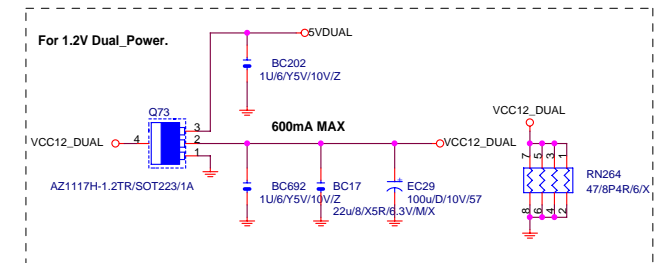 For 1.2V Dual_Power.
5VDUAL
BC202
1U/6/Y5V/10V/Z
Q73
3
VCC12_DUAL
4
2
1
600mA MAX
VCC12_DUAL
VCC12_DUAL
7
5
3
1
RN264
47/8P4R/6/X
8
6
4
2
AZ1117H-1.2TR/SOT223/1A
BC692
1U/6/Y5V/10V/Z
BC17
22u/8/X5R/6.3V/M/X
+
EC29
100u/D/10V/57